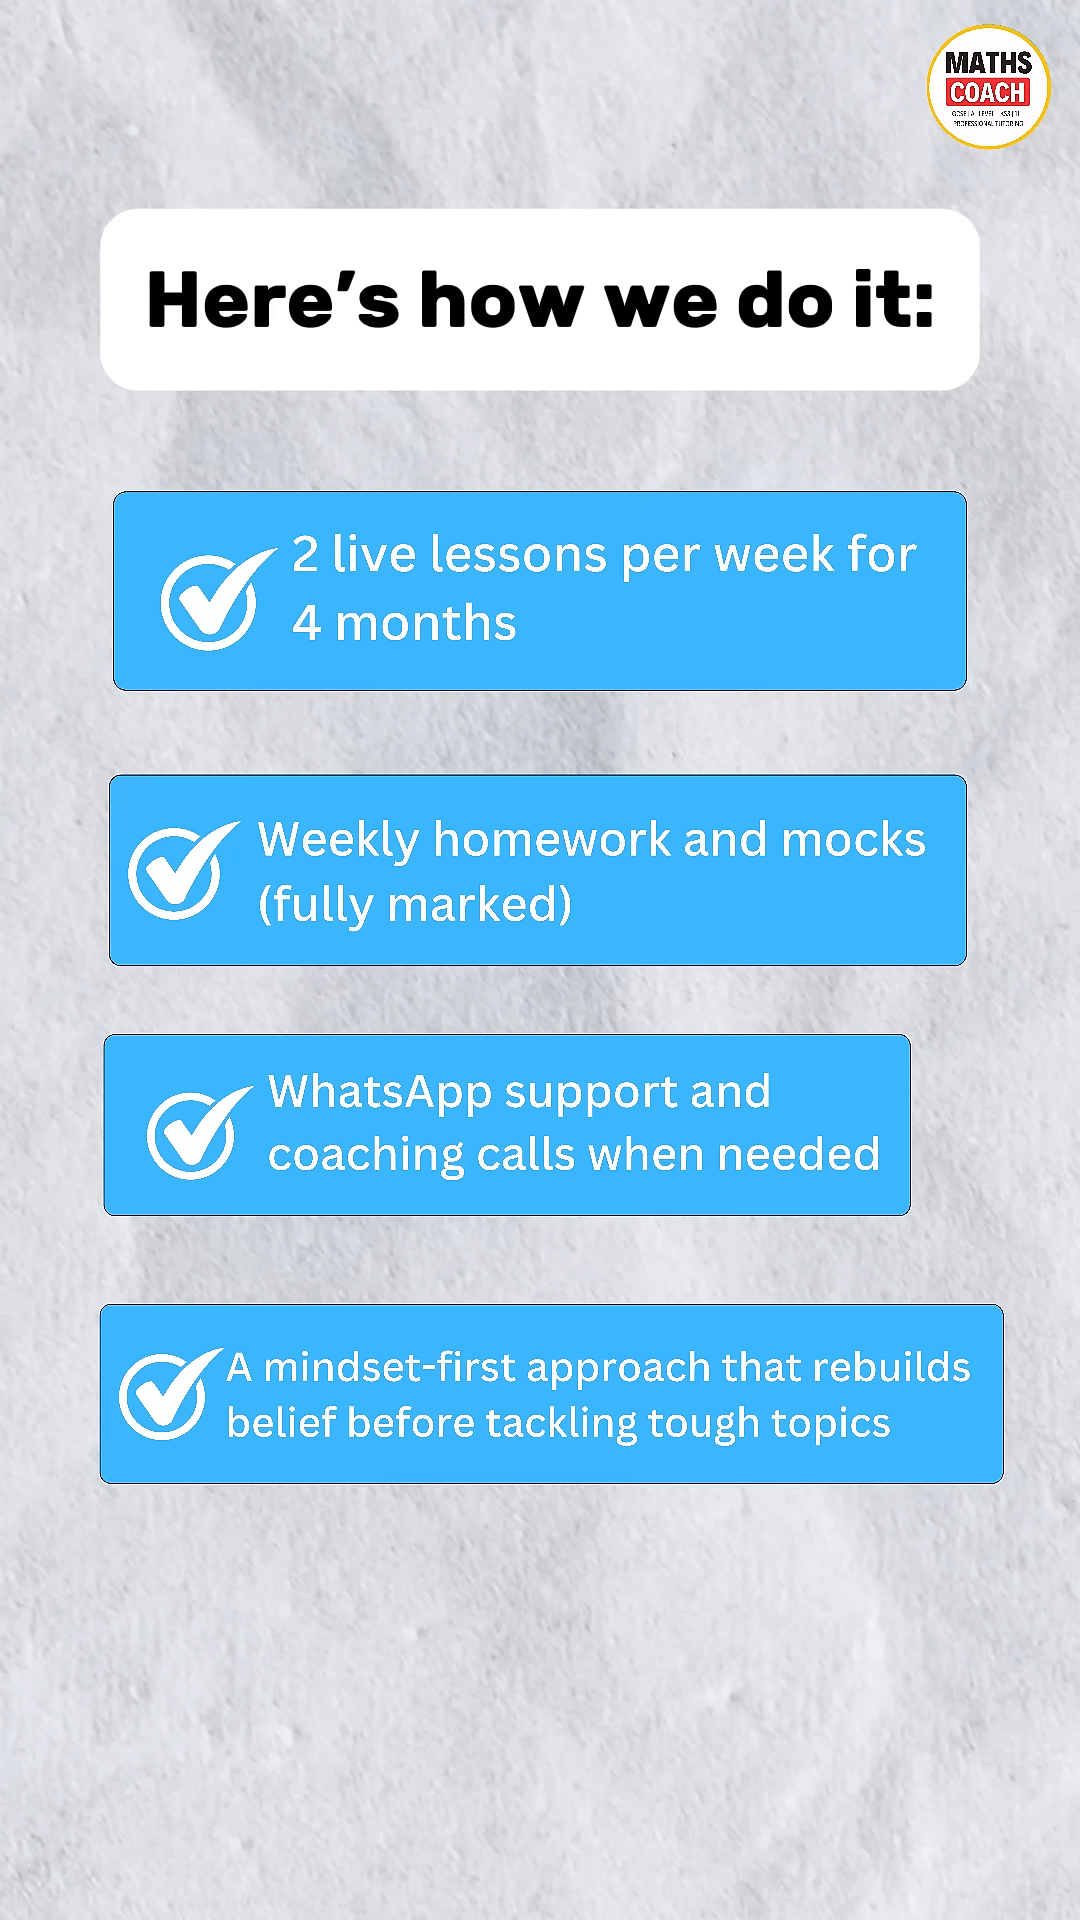 MATHS
COACH
PROFESSIONAL TUTORING
Here's how we do it:
2 live lessons per week for
4 months
Weekly homework and mocks
(fully marked)
WhatsApp support and
coaching calls when needed
A mindset-first approach that rebuilds
belief before tackling tough topics